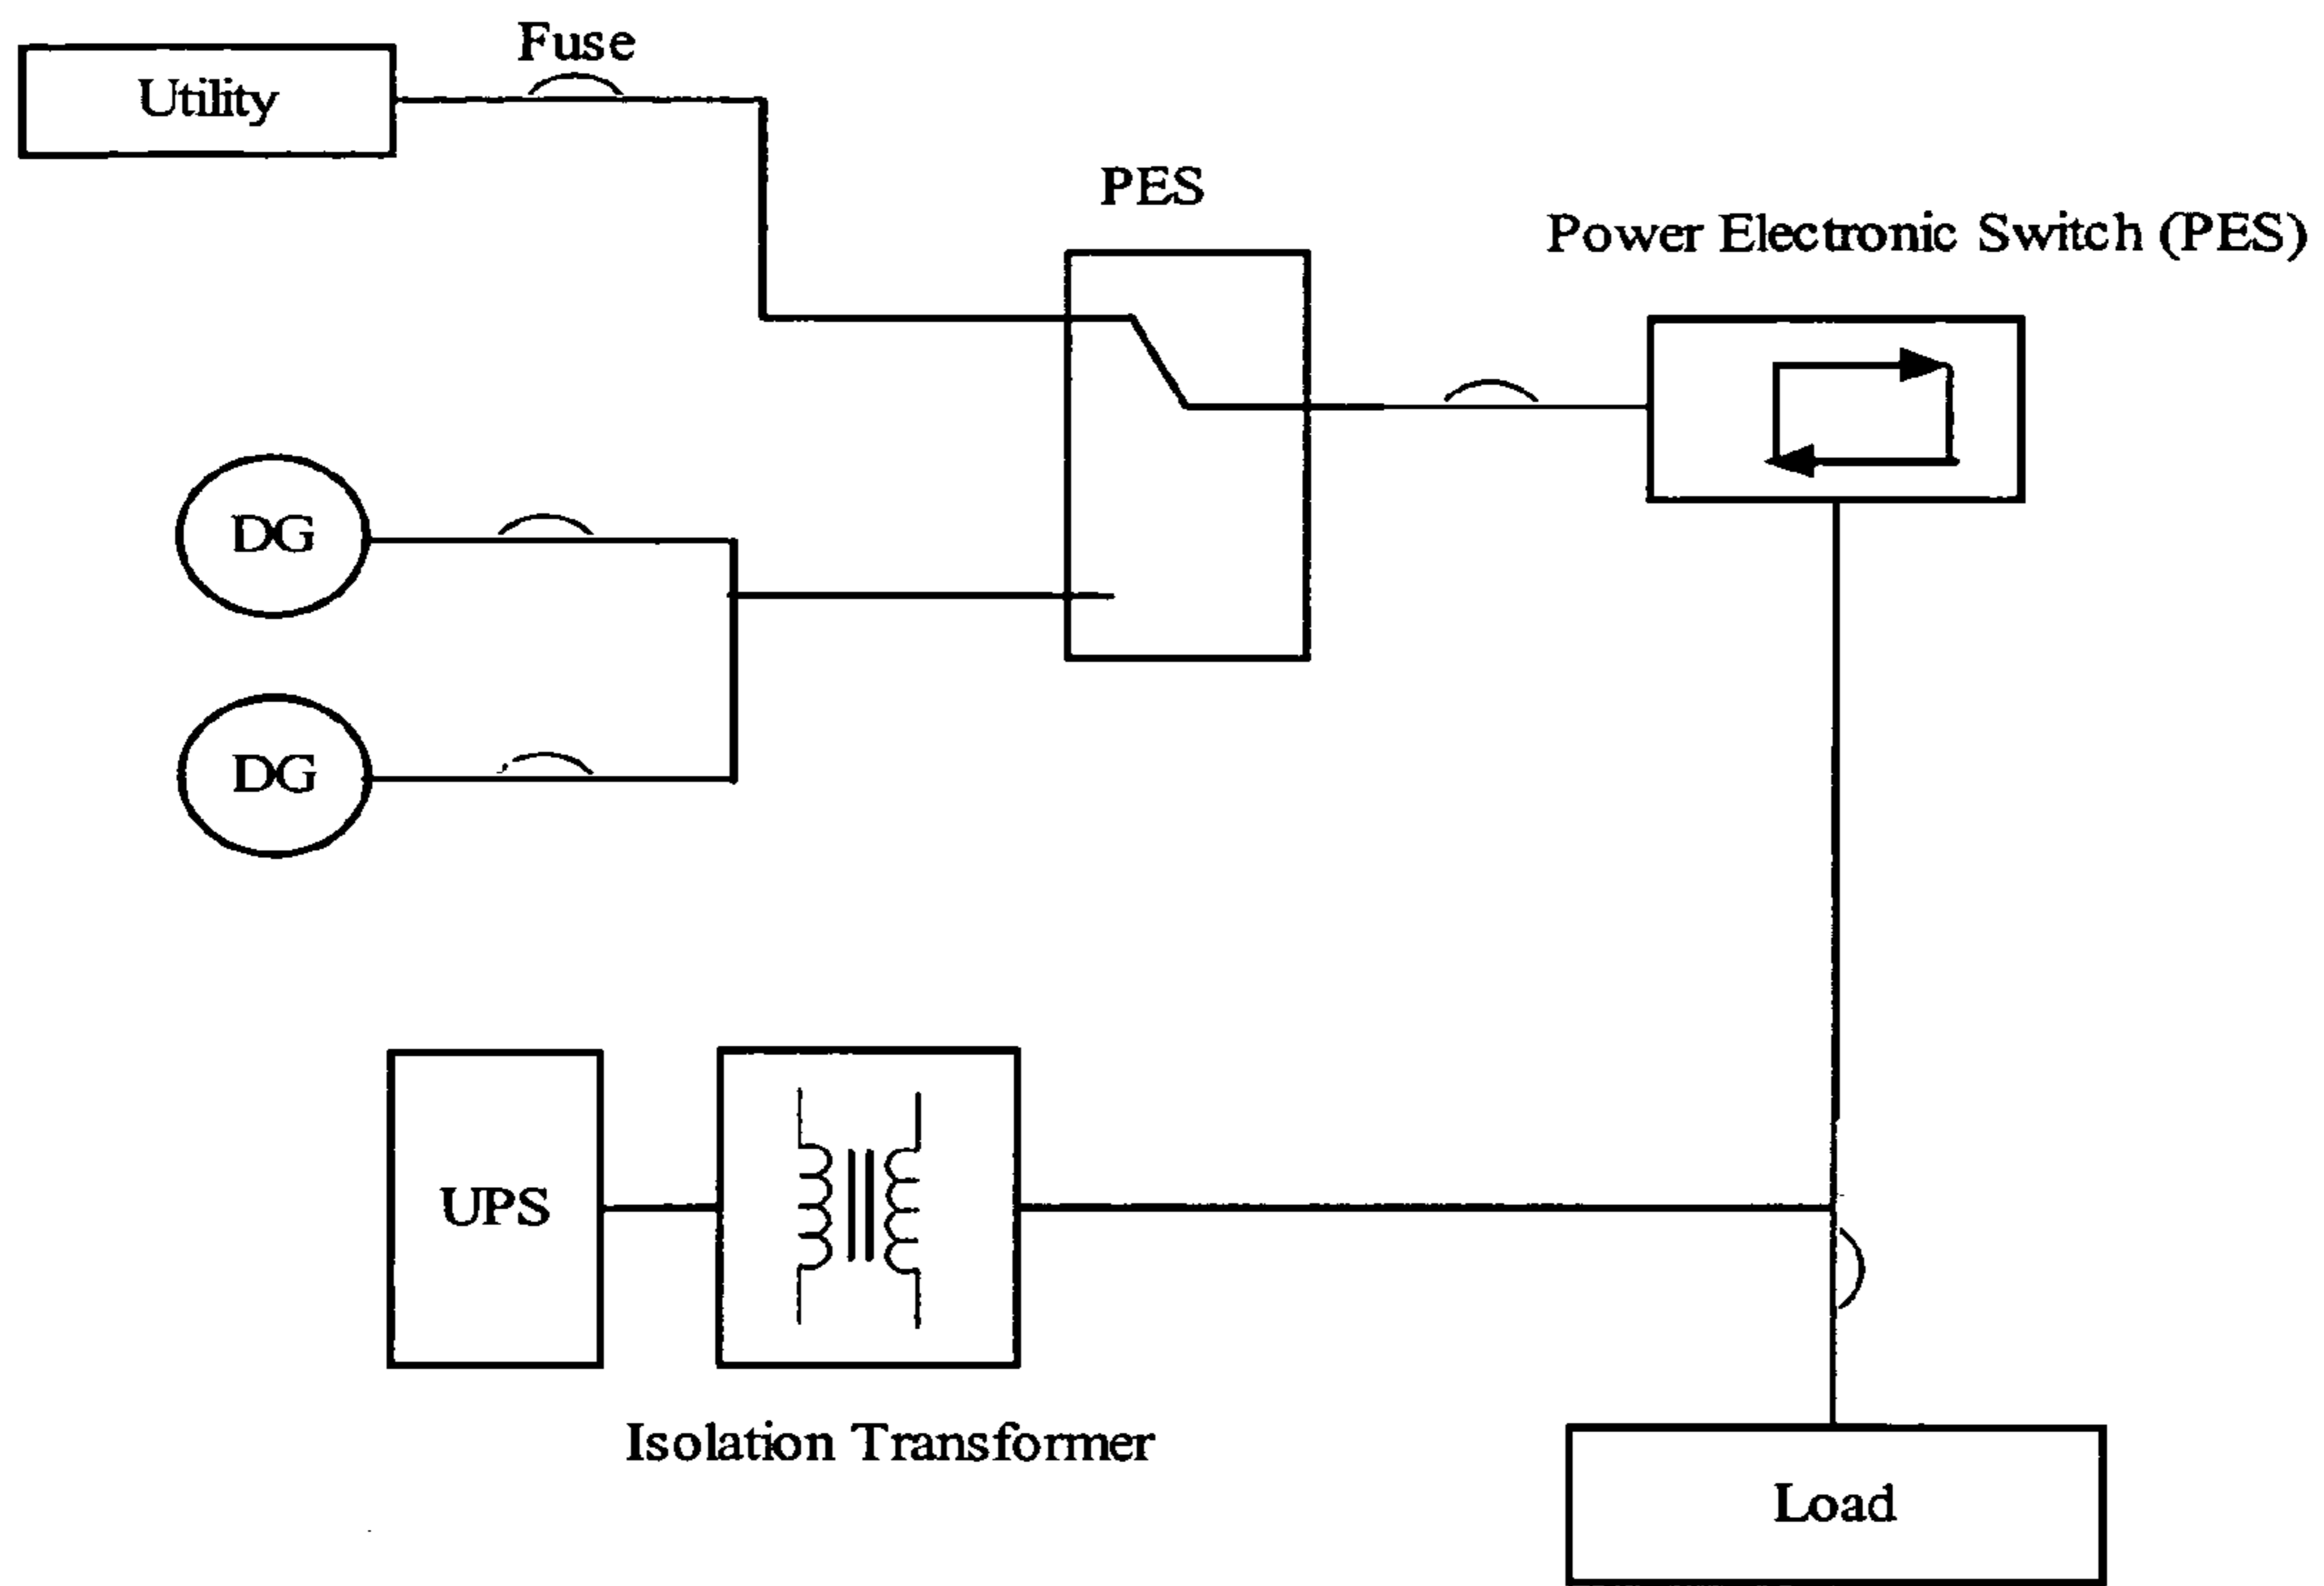 Fuse
Utility
PES
Power Electronic Switch (PES)
DG
DG
UPS
Isolation Transformer
Load